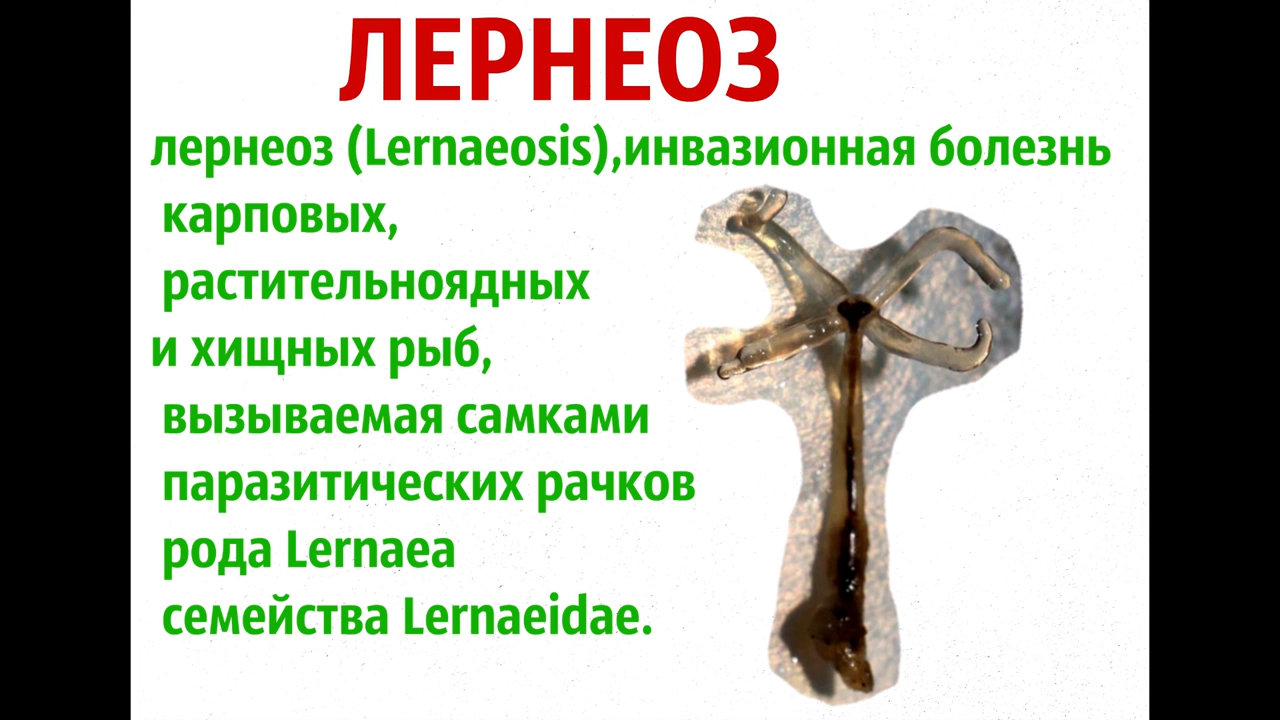 ЛЕРНЕОЗ
лернеоз (Lernaeosis),инвазионная болезнь
карповых,
растительноядных
и хищных рыб,
вызываемая самками
паразитических рачков
рода Lernaea
семейства Lernaeidae.